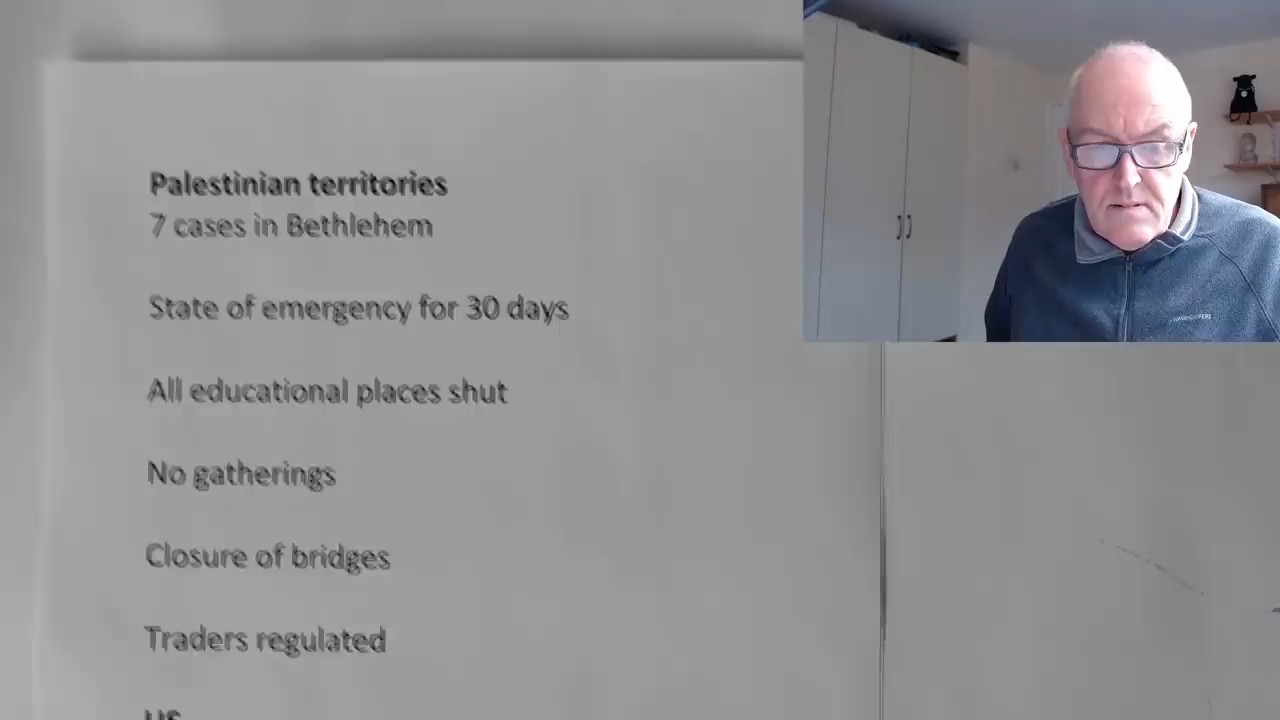 Palestinian territories
7 cases in Bethlehem
State of emergency for 30 days
All educational places shut
No gatherings
Closure of bridges
Traders regulated
US